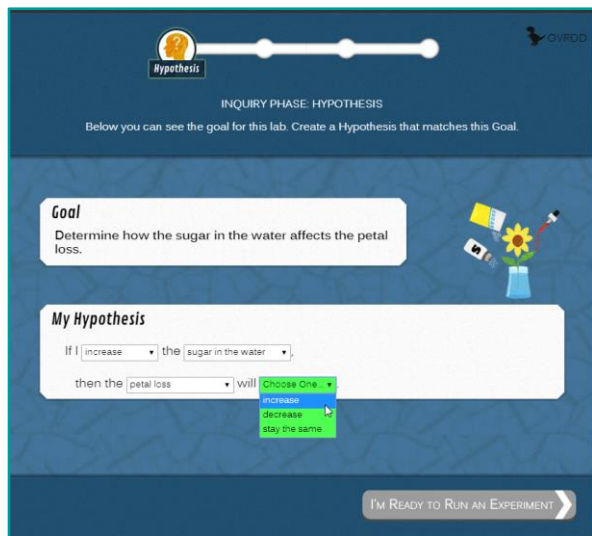 OVRDD
Hypothesis
INQUIRY PHASE: HYPOTHESIS
Below you can see the goal for this lab. Create a Hypothesis that matches this Goal.
Goal
Determine how the sugar in the water affects the petal
loss.
S
My Hypothesis
If I increase the sugar in the water,
then the petal loss will Choose One... .
increase
decrease
stay the same
I'M READY TO RUN AN EXPERIMENT